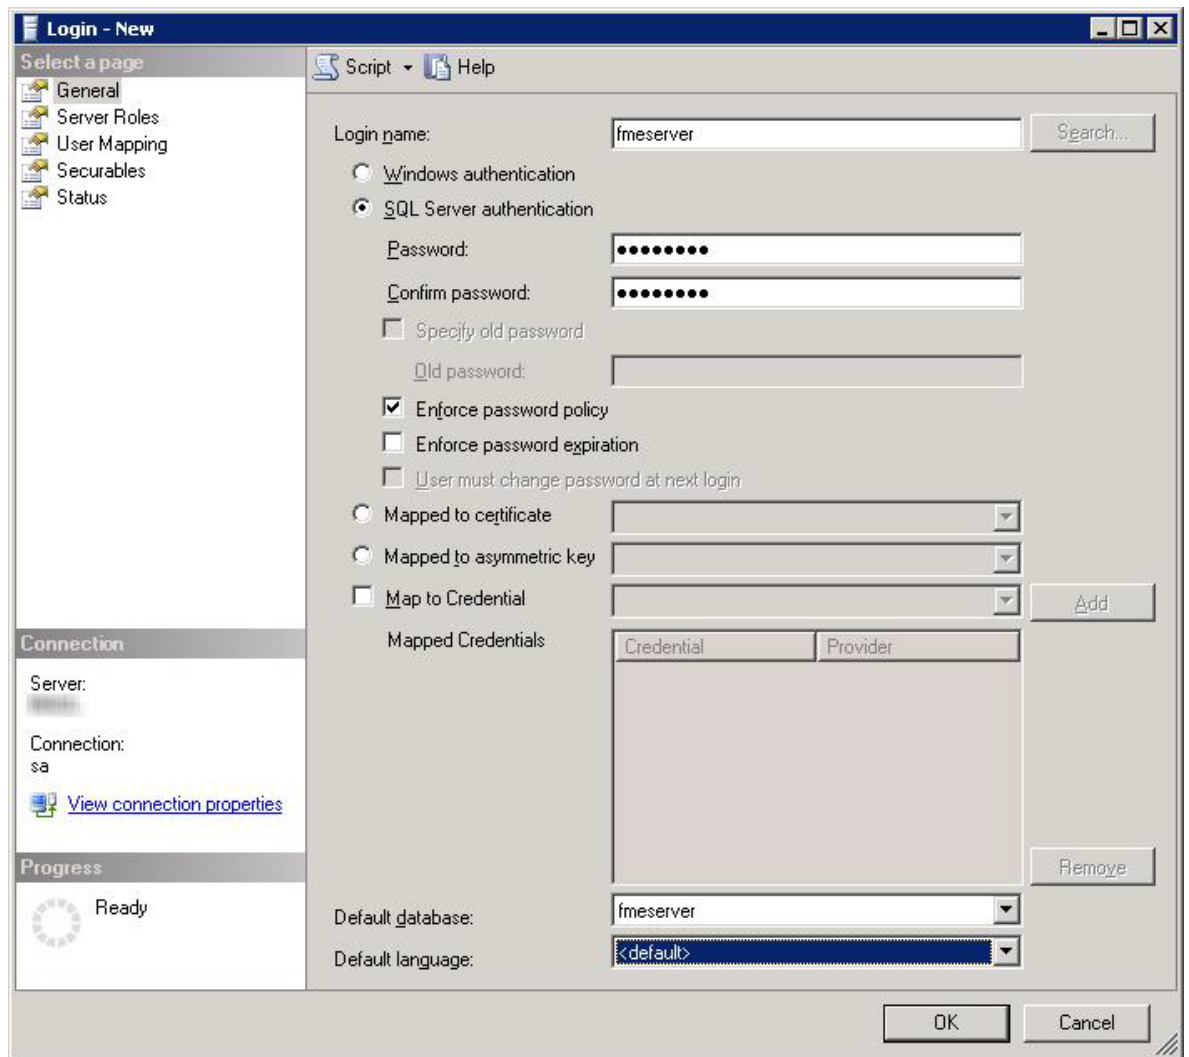 Login - New
Select a page
General
Server Roles
User Mapping
Securables
Status
Script
Help
Login name:
fmeserver
Search...
Windows authentication
SQL Server authentication
Password:
●●●●●●●●
Confirm password:
●●●●●●●●
Specify old password
Old password:
Enforce password policy
Enforce password expiration
User must change password at next login
Mapped to certificate
Mapped to asymmetric key
Map to Credential
Add
Mapped Credentials
Credential Provider
Remove
Default database:
fmeserver
Default language:
<default>
Connection
Server:
Connection:
sa
View connection properties
Progress
Ready
OK
Cancel